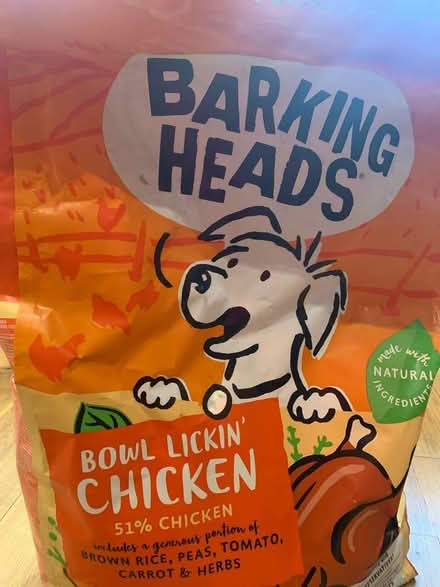 BARKING
HEADS®
made with
NATURAL
INGREDIENTS
BOWL LICKIN'
CHICKEN
51% CHICKEN
includes a generous portion of
BROWN RICE, PEAS, TOMATO,
CARROT & HERBS